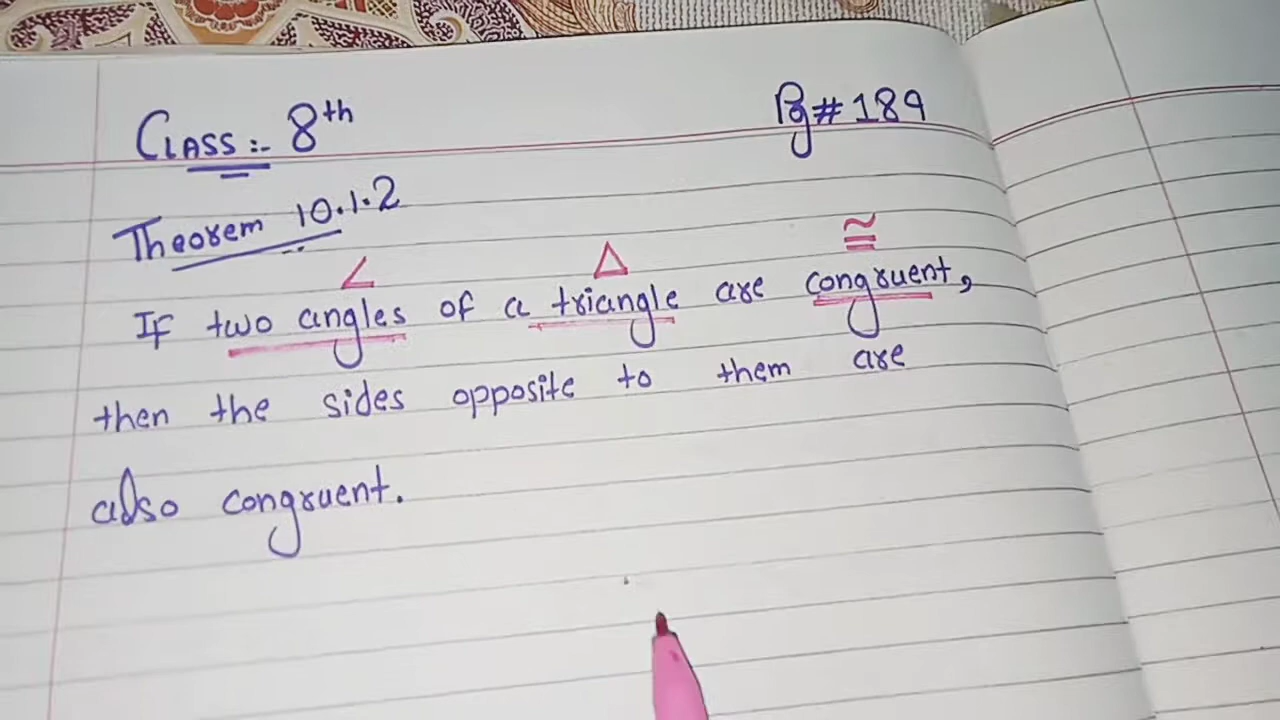 Class:- 8th Pg# 189
Theorem 10.1.2
∠ △ ≅
If two angles of a triangle are congruent,
then the sides opposite to them are
also congruent.